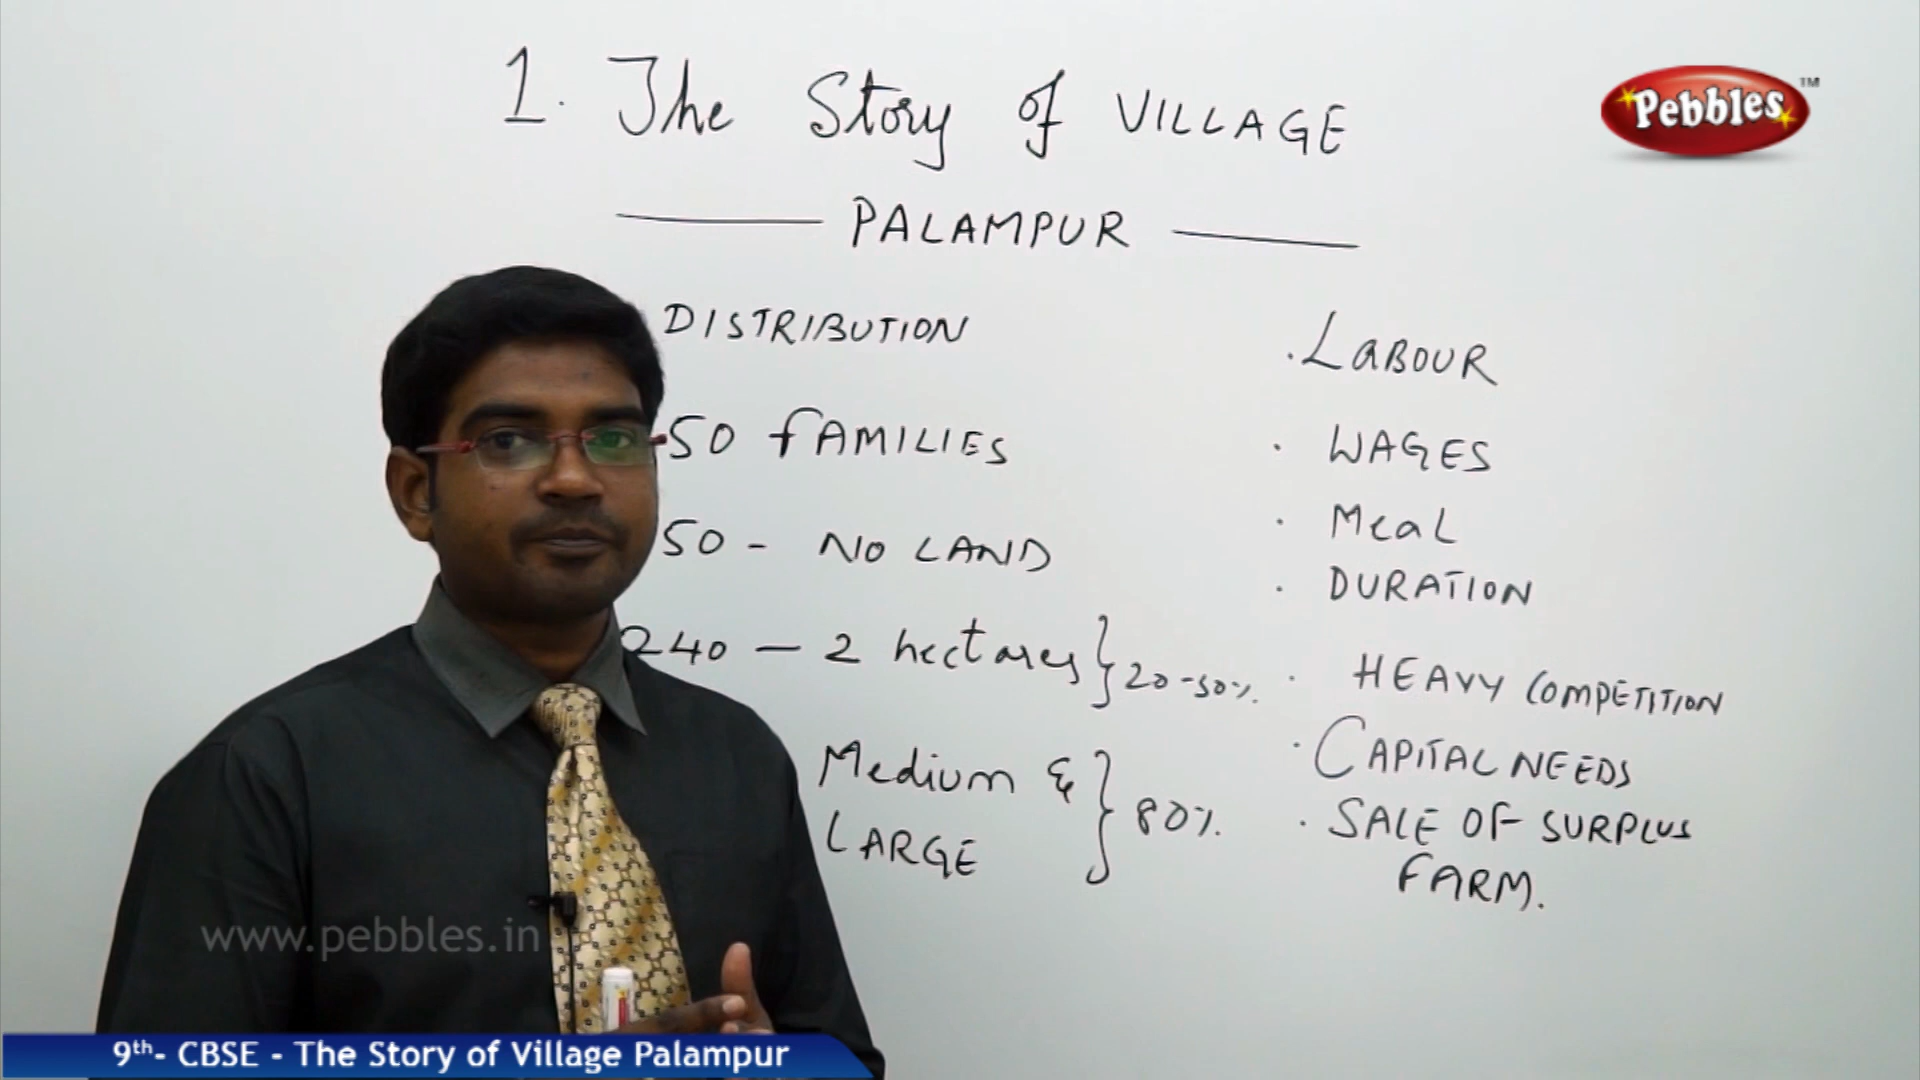 1. The Story of VILLAGE
PALAMPUR
Pebbles™
DISTRIBUTION
50 FAMILIES
50 - NO LAND
240 — 2 hectares } 20-50%.
Medium &
LARGE } 80%.
. LABOUR
. WAGES
. Meal
. DURATION
. HEAVY COMPETITION
. CAPITAL NEEDS
. SALE OF SURPLUS
FARM.
www.pebbles.in
9th- CBSE - The Story of Village Palampur